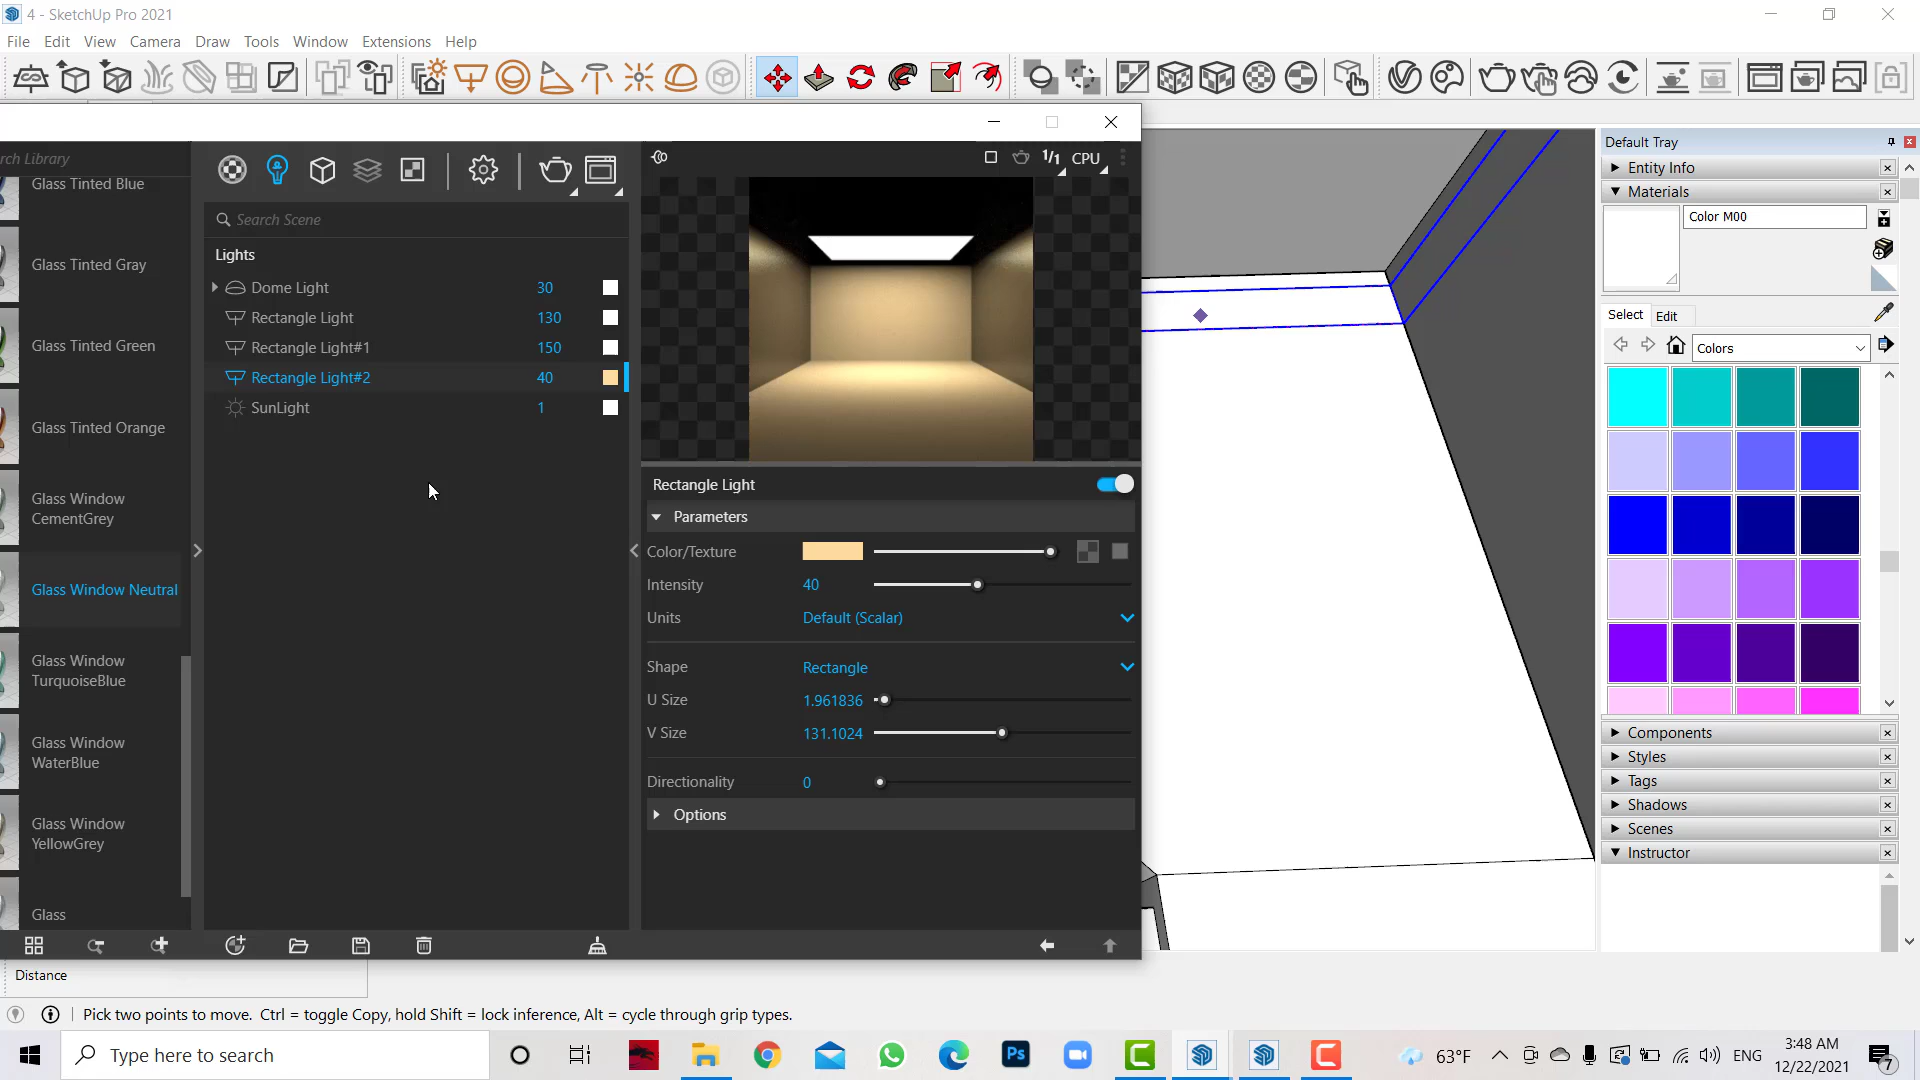 4 - SketchUp Pro 2021
File Edit View Camera Draw Tools Window Extensions Help
rch Library
Glass Tinted Blue
Glass Tinted Gray
Glass Tinted Green
Glass Tinted Orange
Glass Window
CementGrey
Glass Window Neutral
Glass Window
TurquoiseBlue
Glass Window
WaterBlue
Glass Window
YellowGrey
Glass
Search Scene
Lights
Dome Light 30
Rectangle Light 130
Rectangle Light#1 150
Rectangle Light#2 40
SunLight 1
1/1 CPU
Rectangle Light
Parameters
Color/Texture
Intensity 40
Units Default (Scalar)
Shape Rectangle
U Size 1.961836
V Size 131.1024
Directionality 0
Options
Default Tray
Entity Info
Materials
Color M00
Select Edit
Colors
Components
Styles
Tags
Shadows
Scenes
Instructor
Distance
Pick two points to move. Ctrl = toggle Copy, hold Shift = lock inference, Alt = cycle through grip types.
Type here to search
Ps
63°F
ENG
3:48 AM
12/22/2021
7